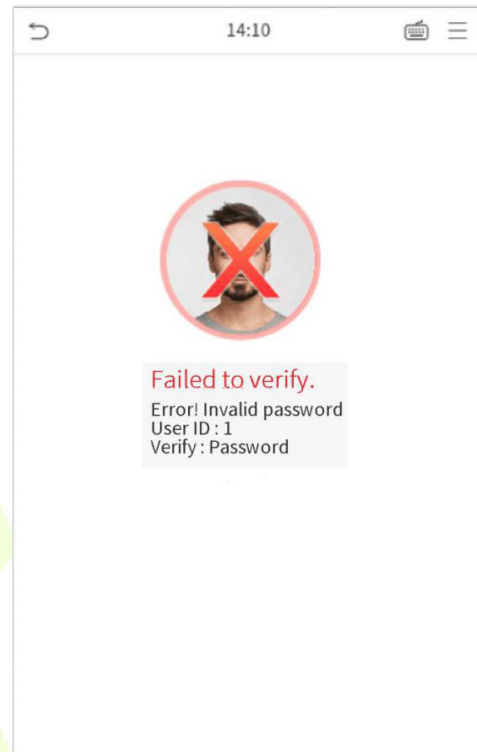 14:10
Failed to verify.
Error! Invalid password
User ID : 1
Verify : Password